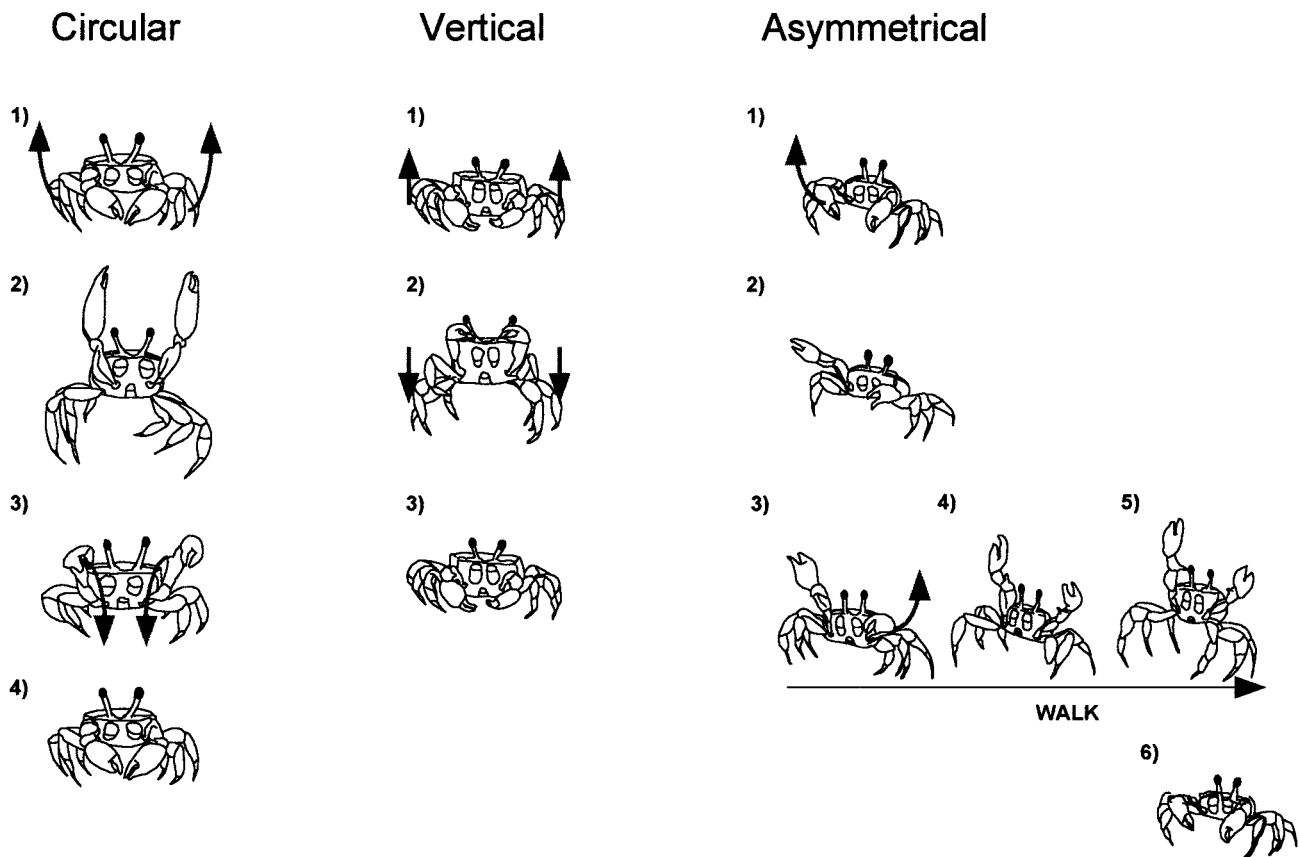 Circular Vertical Asymmetrical
1) 1) 1)
2) 2) 2)
3) 3) 3) 4) 5)
4)
WALK
6)